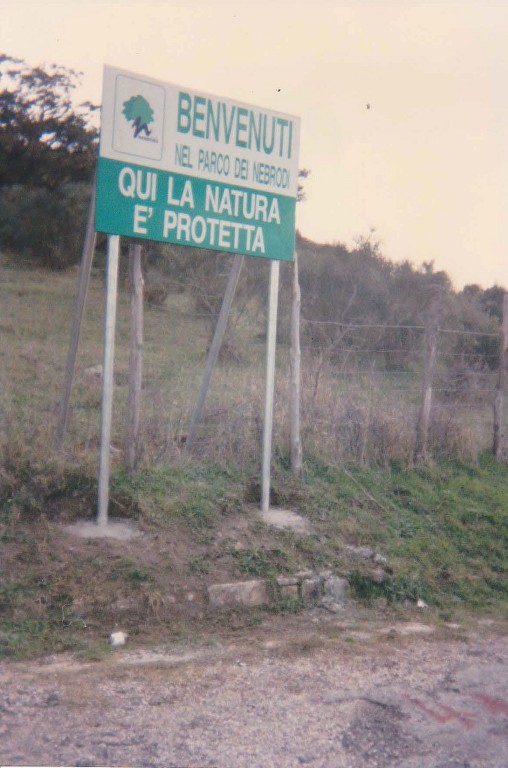 BENVENUTI
NEL PARCO DEI NEBRODI
QUI LA NATURA
E' PROTETTA